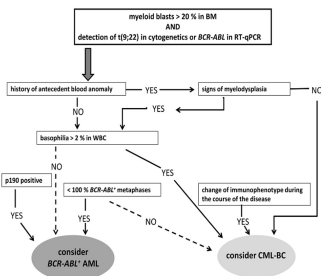 myeloid blasts > 20 % in BM
AND
detection of t(9;22) in cytogenetics or BCR-ABL in RT-qPCR
history of antecedent blood anomaly
YES
signs of myelodysplasia
NO
NO
YES
basophilia > 2 % in WBC
NO
YES
p190 positive
< 100 % BCR-ABL⁺ metaphases
change of immunophenotype during
the course of the disease
YES
YES
NO
YES
consider
BCR-ABL⁺ AML
consider CML-BC